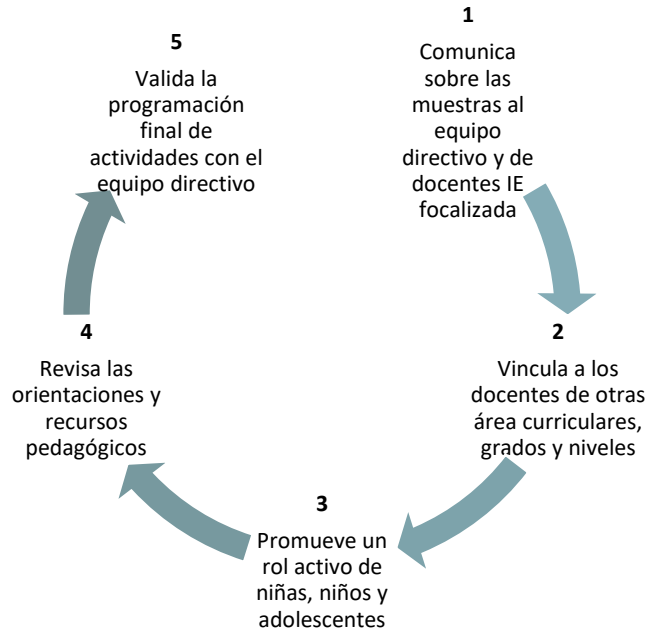 1
Comunica
sobre las
muestras al
equipo
directivo y de
docentes IE
focalizada
2
Vincula a los
docentes de otras
área curriculares,
grados y niveles
3
Promueve un
rol activo de
niñas, niños y
adolescentes
4
Revisa las
orientaciones y
recursos
pedagógicos
5
Valida la
programación
final de
actividades con el
equipo directivo